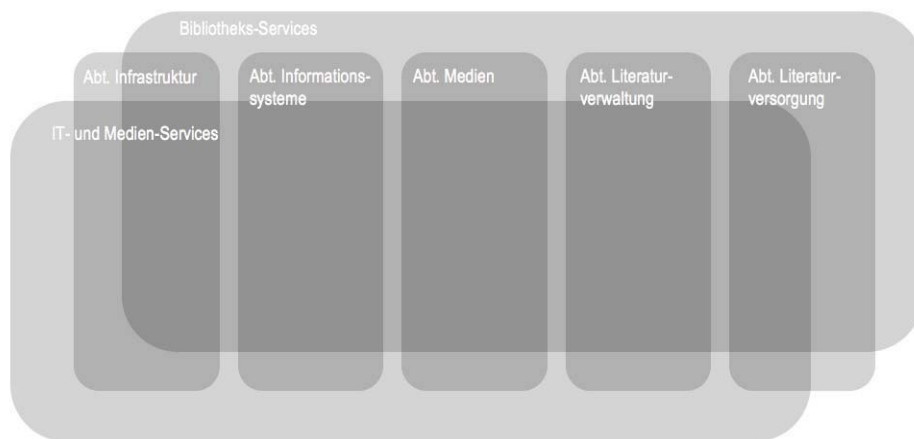 Bibliotheks-Services
Abt. Infrastruktur
Abt. Informations-
systeme
Abt. Medien
Abt. Literatur-
verwaltung
Abt. Literatur-
versorgung
IT- und Medien-Services